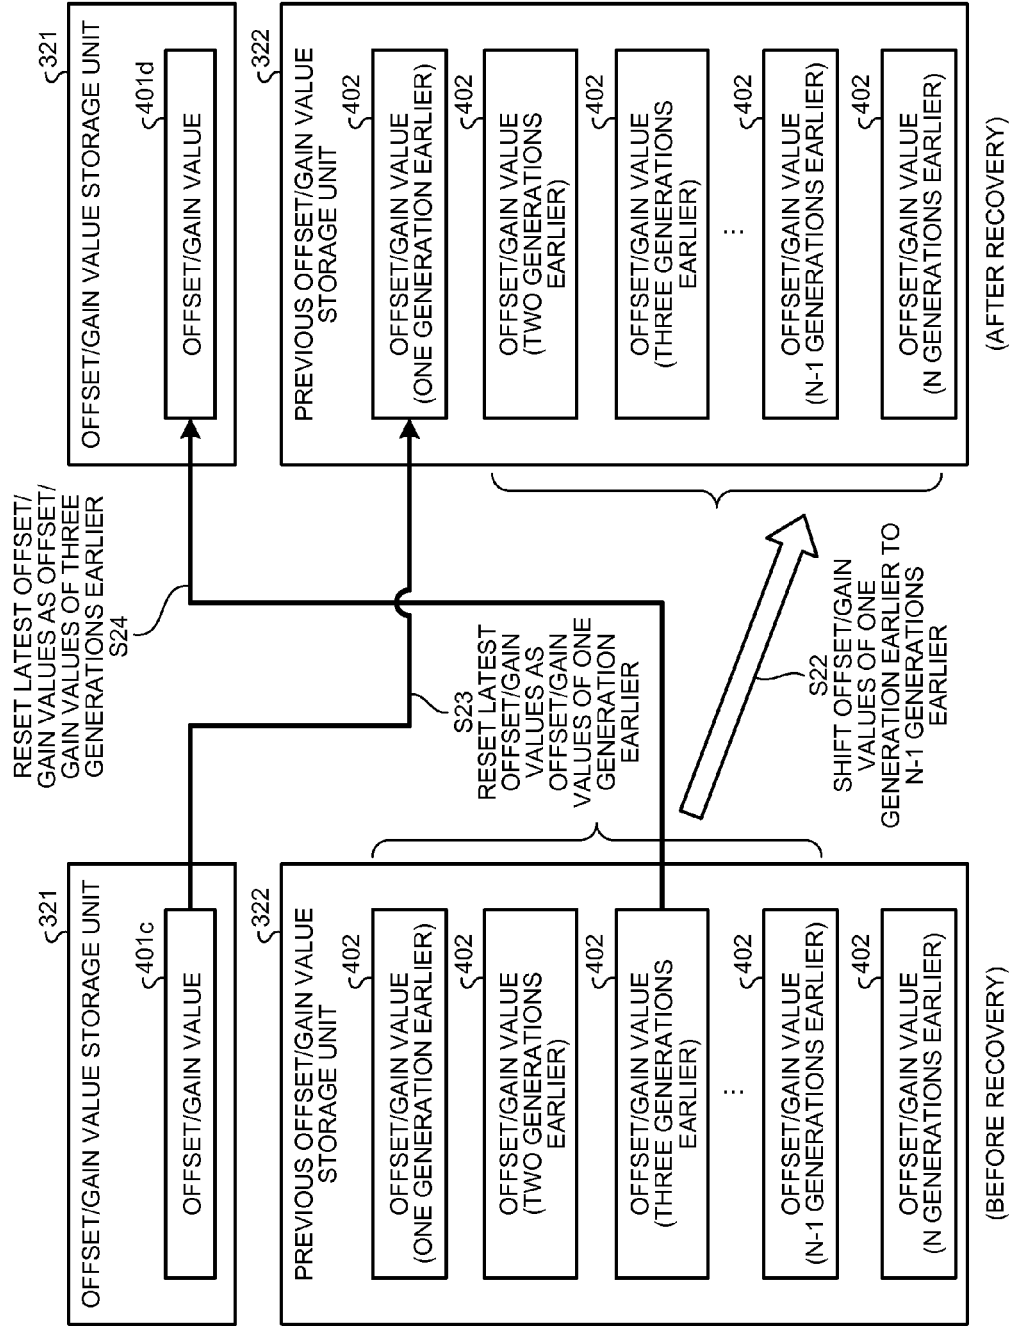 321
OFFSET/GAIN VALUE STORAGE UNIT
401c
OFFSET/GAIN VALUE
322
PREVIOUS OFFSET/GAIN VALUE
STORAGE UNIT
402
OFFSET/GAIN VALUE
(ONE GENERATION EARLIER)
402
OFFSET/GAIN VALUE
(TWO GENERATIONS
EARLIER)
402
OFFSET/GAIN VALUE
(THREE GENERATIONS
EARLIER)
...
402
OFFSET/GAIN VALUE
(N-1 GENERATIONS EARLIER)
402
OFFSET/GAIN VALUE
(N GENERATIONS EARLIER)
(BEFORE RECOVERY)
RESET LATEST OFFSET/
GAIN VALUES AS OFFSET/
GAIN VALUES OF THREE
GENERATIONS EARLIER
S24
S23
RESET LATEST
OFFSET/GAIN
VALUES AS
OFFSET/GAIN
VALUES OF ONE
GENERATION
EARLIER
S22
SHIFT OFFSET/GAIN
VALUES OF ONE
GENERATION EARLIER TO
N-1 GENERATIONS
EARLIER
321
OFFSET/GAIN VALUE STORAGE UNIT
401d
OFFSET/GAIN VALUE
322
PREVIOUS OFFSET/GAIN VALUE
STORAGE UNIT
402
OFFSET/GAIN VALUE
(ONE GENERATION EARLIER)
402
OFFSET/GAIN VALUE
(TWO GENERATIONS
EARLIER)
402
OFFSET/GAIN VALUE
(THREE GENERATIONS
EARLIER)
...
402
OFFSET/GAIN VALUE
(N-1 GENERATIONS EARLIER)
402
OFFSET/GAIN VALUE
(N GENERATIONS EARLIER)
(AFTER RECOVERY)